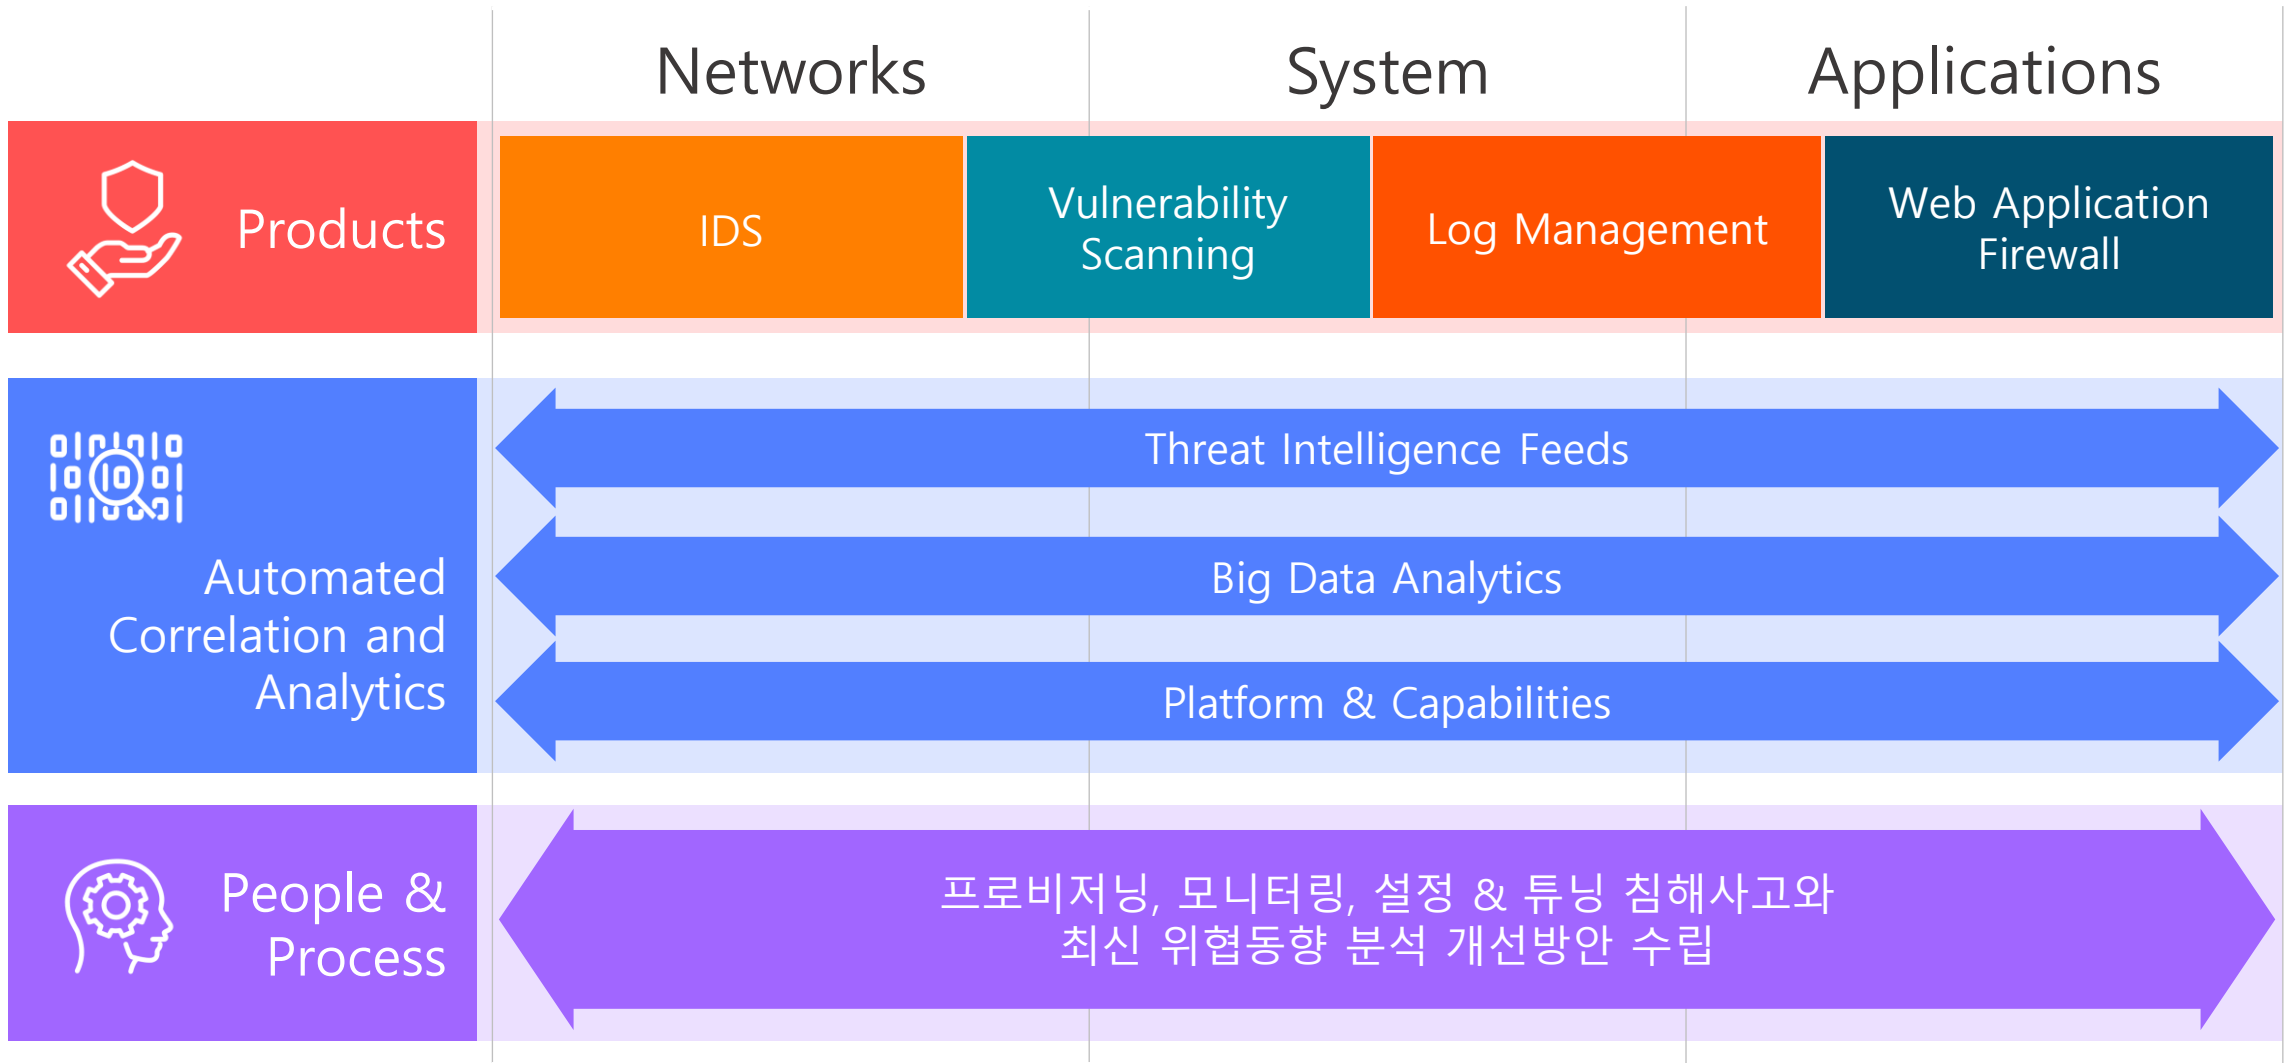 Networks
System
Applications
Products
IDS
Vulnerability
Scanning
Log Management
Web Application
Firewall
Automated
Correlation and
Analytics
Threat Intelligence Feeds
Big Data Analytics
Platform & Capabilities
People &
Process
프로비저닝, 모니터링, 설정 & 튜닝 침해사고와
최신 위협동향 분석 개선방안 수립